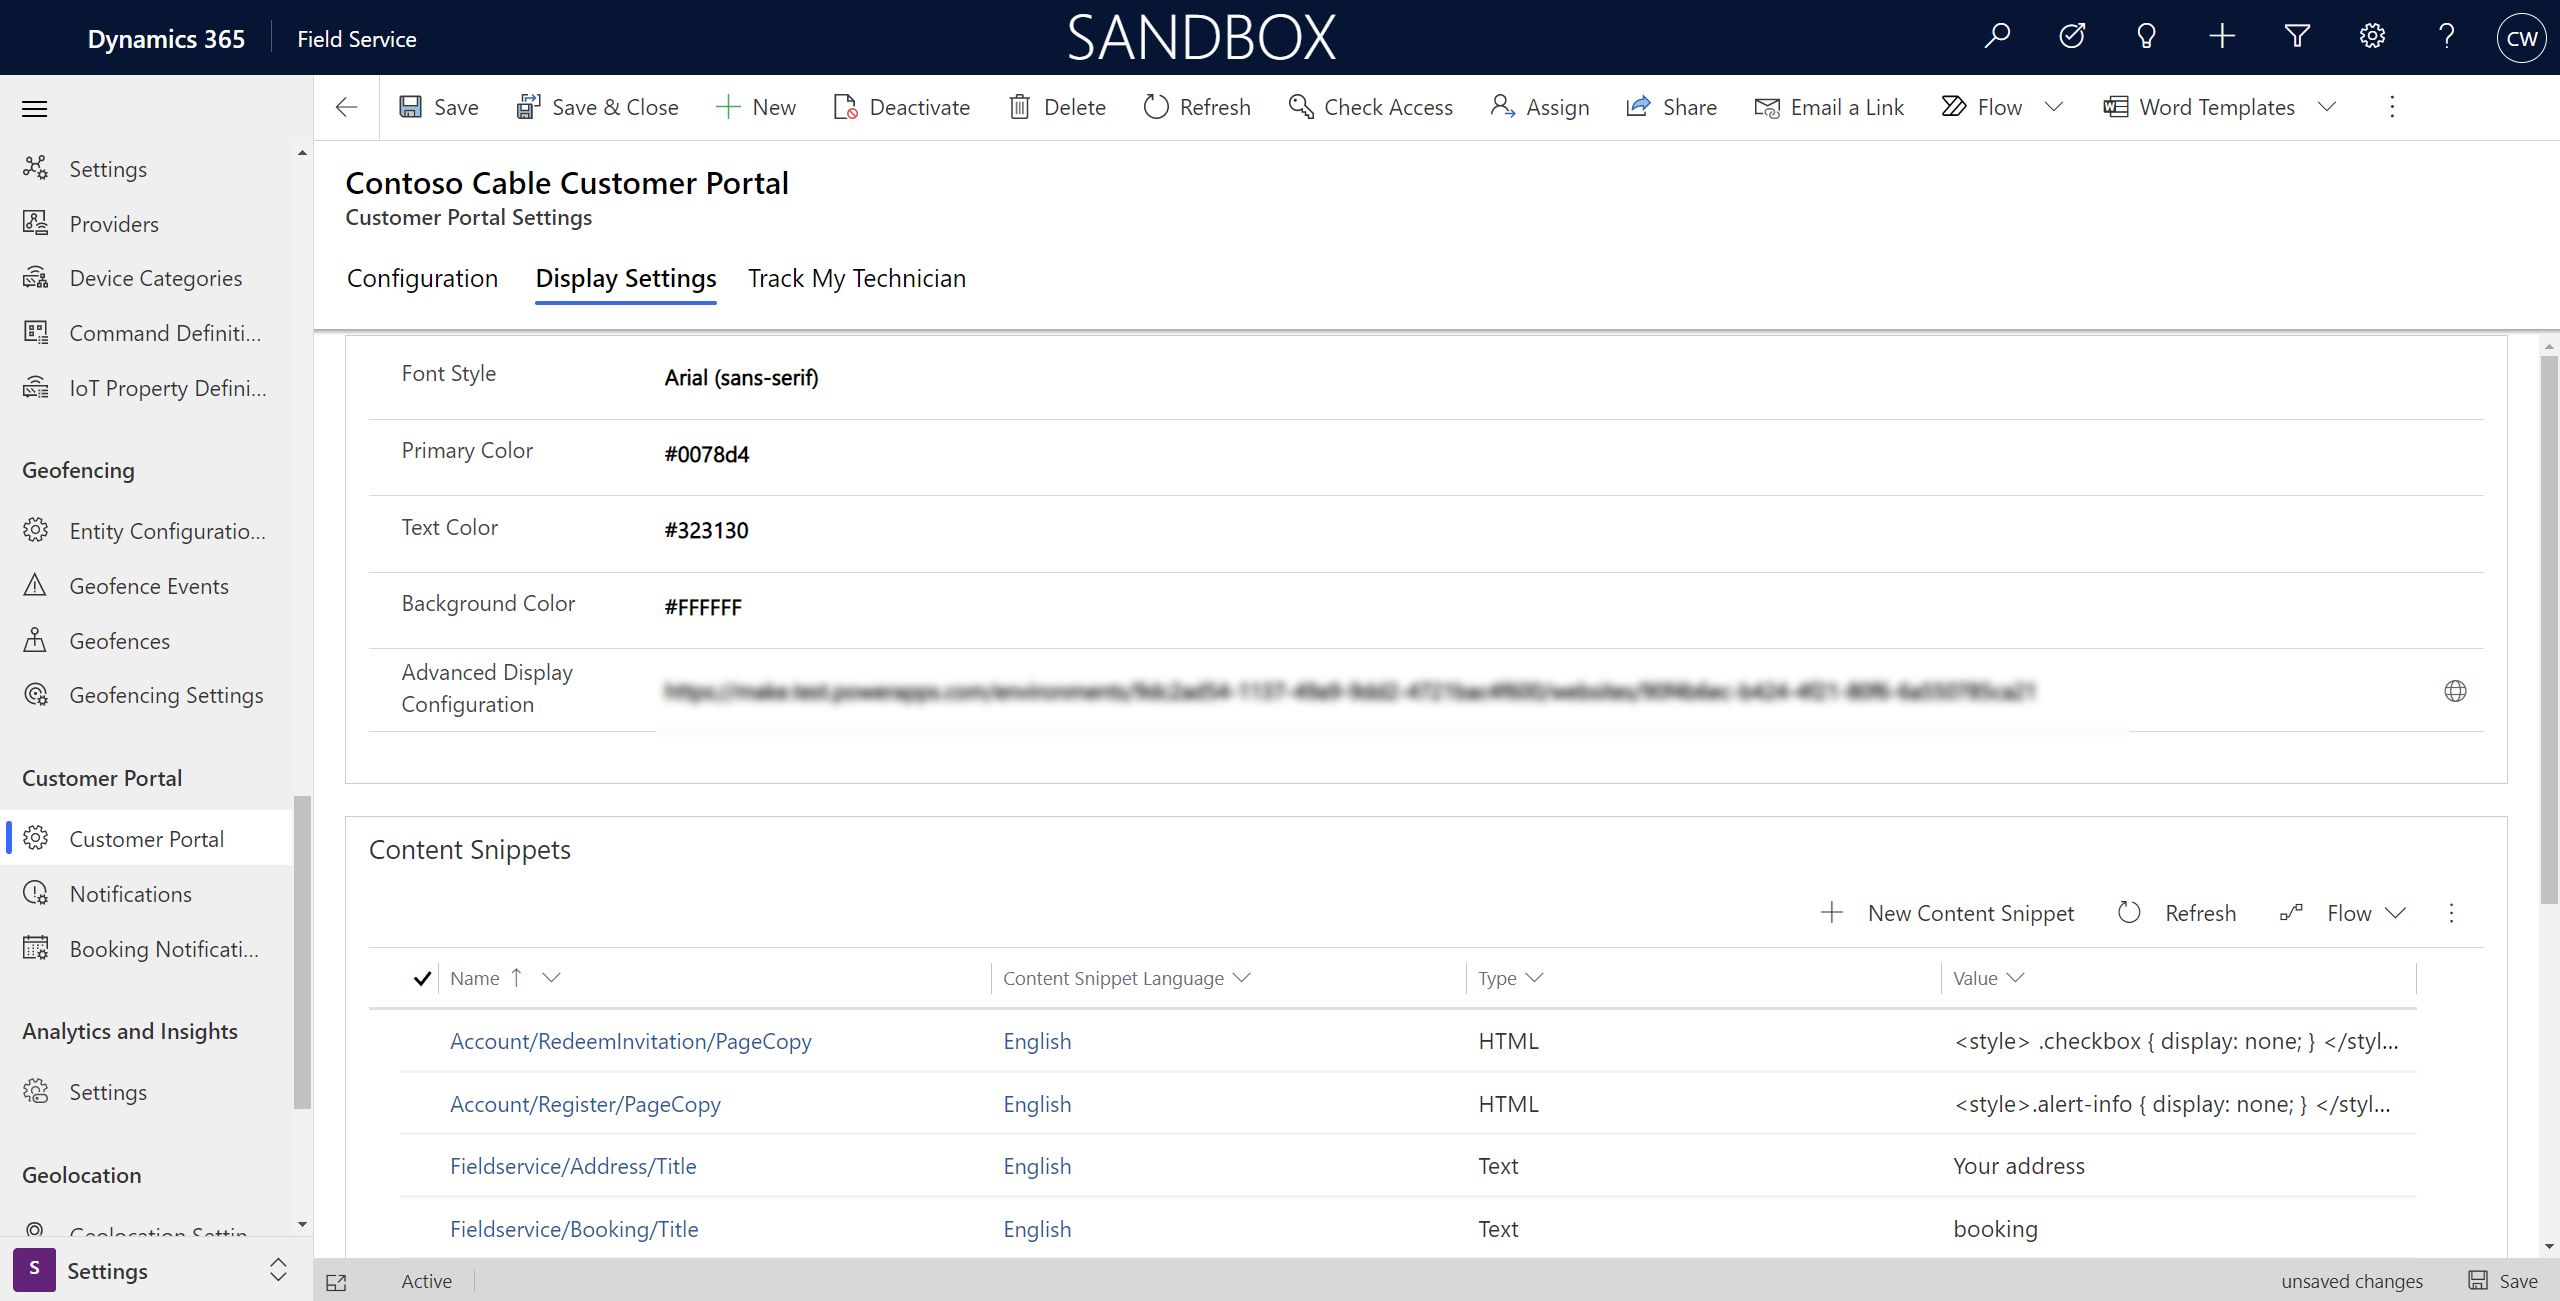 Dynamics 365 Field Service SANDBOX CW
Save Save & Close New Deactivate Delete Refresh Check Access Assign Share Email a Link Flow Word Templates
Settings
Providers
Device Categories
Command Definiti...
IoT Property Defini...
Geofencing
Entity Configuratio...
Geofence Events
Geofences
Geofencing Settings
Customer Portal
Customer Portal
Notifications
Booking Notificati...
Analytics and Insights
Settings
Geolocation
Geolocation Settin
S Settings
Contoso Cable Customer Portal
Customer Portal Settings
Configuration Display Settings Track My Technician
Font Style Arial (sans-serif)
Primary Color #0078d4
Text Color #323130
Background Color #FFFFFF
Advanced Display
Configuration
Content Snippets
New Content Snippet Refresh Flow
Name Content Snippet Language Type Value
Account/RedeemInvitation/PageCopy English HTML <style> .checkbox { display: none; } </styl...
Account/Register/PageCopy English HTML <style>.alert-info { display: none; } </styl...
Fieldservice/Address/Title English Text Your address
Fieldservice/Booking/Title English Text booking
Active unsaved changes Save